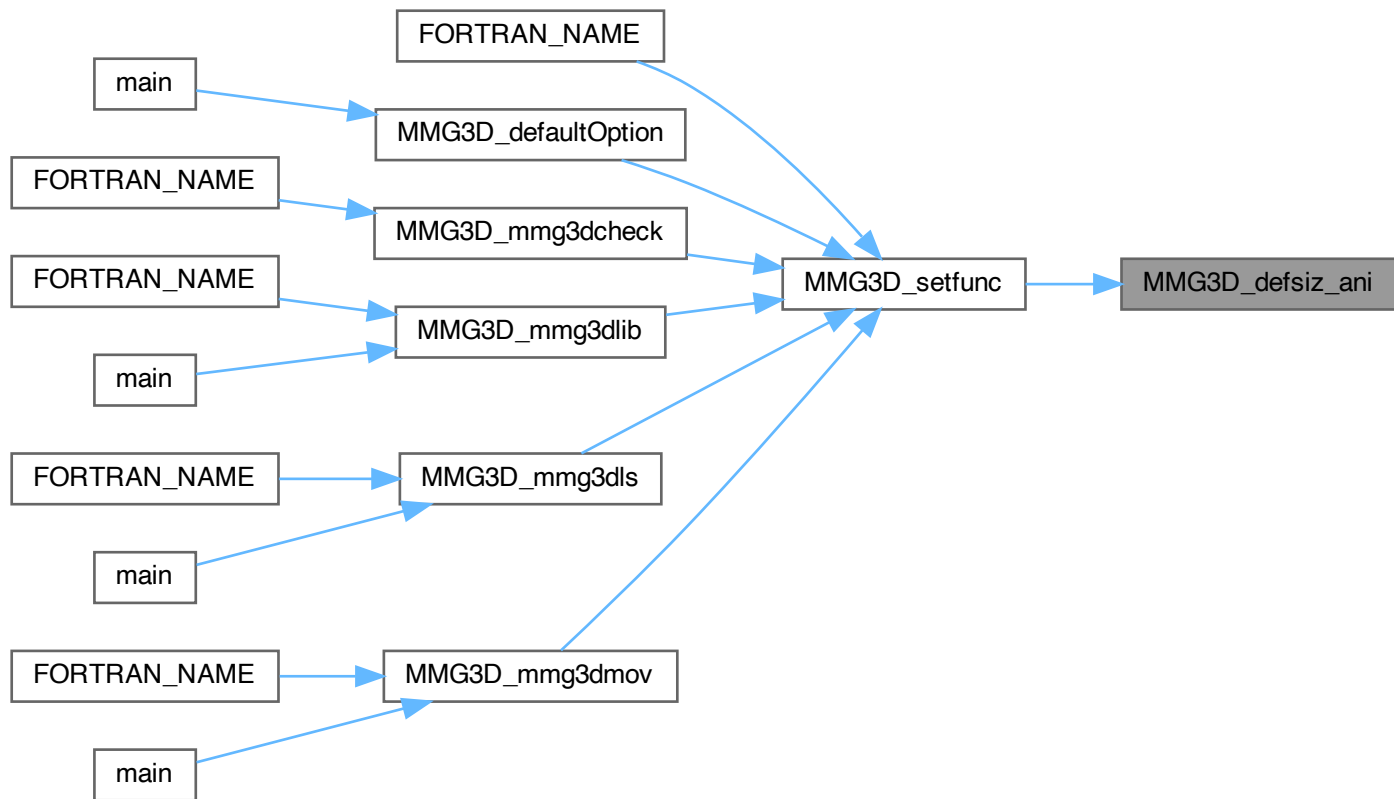 FORTRAN_NAME
main
MMG3D_defaultOption
FORTRAN_NAME
MMG3D_mmg3dcheck
FORTRAN_NAME
MMG3D_setfunc
MMG3D_defsiz_ani
MMG3D_mmg3dlib
main
FORTRAN_NAME
MMG3D_mmg3dls
main
FORTRAN_NAME
MMG3D_mmg3dmov
main